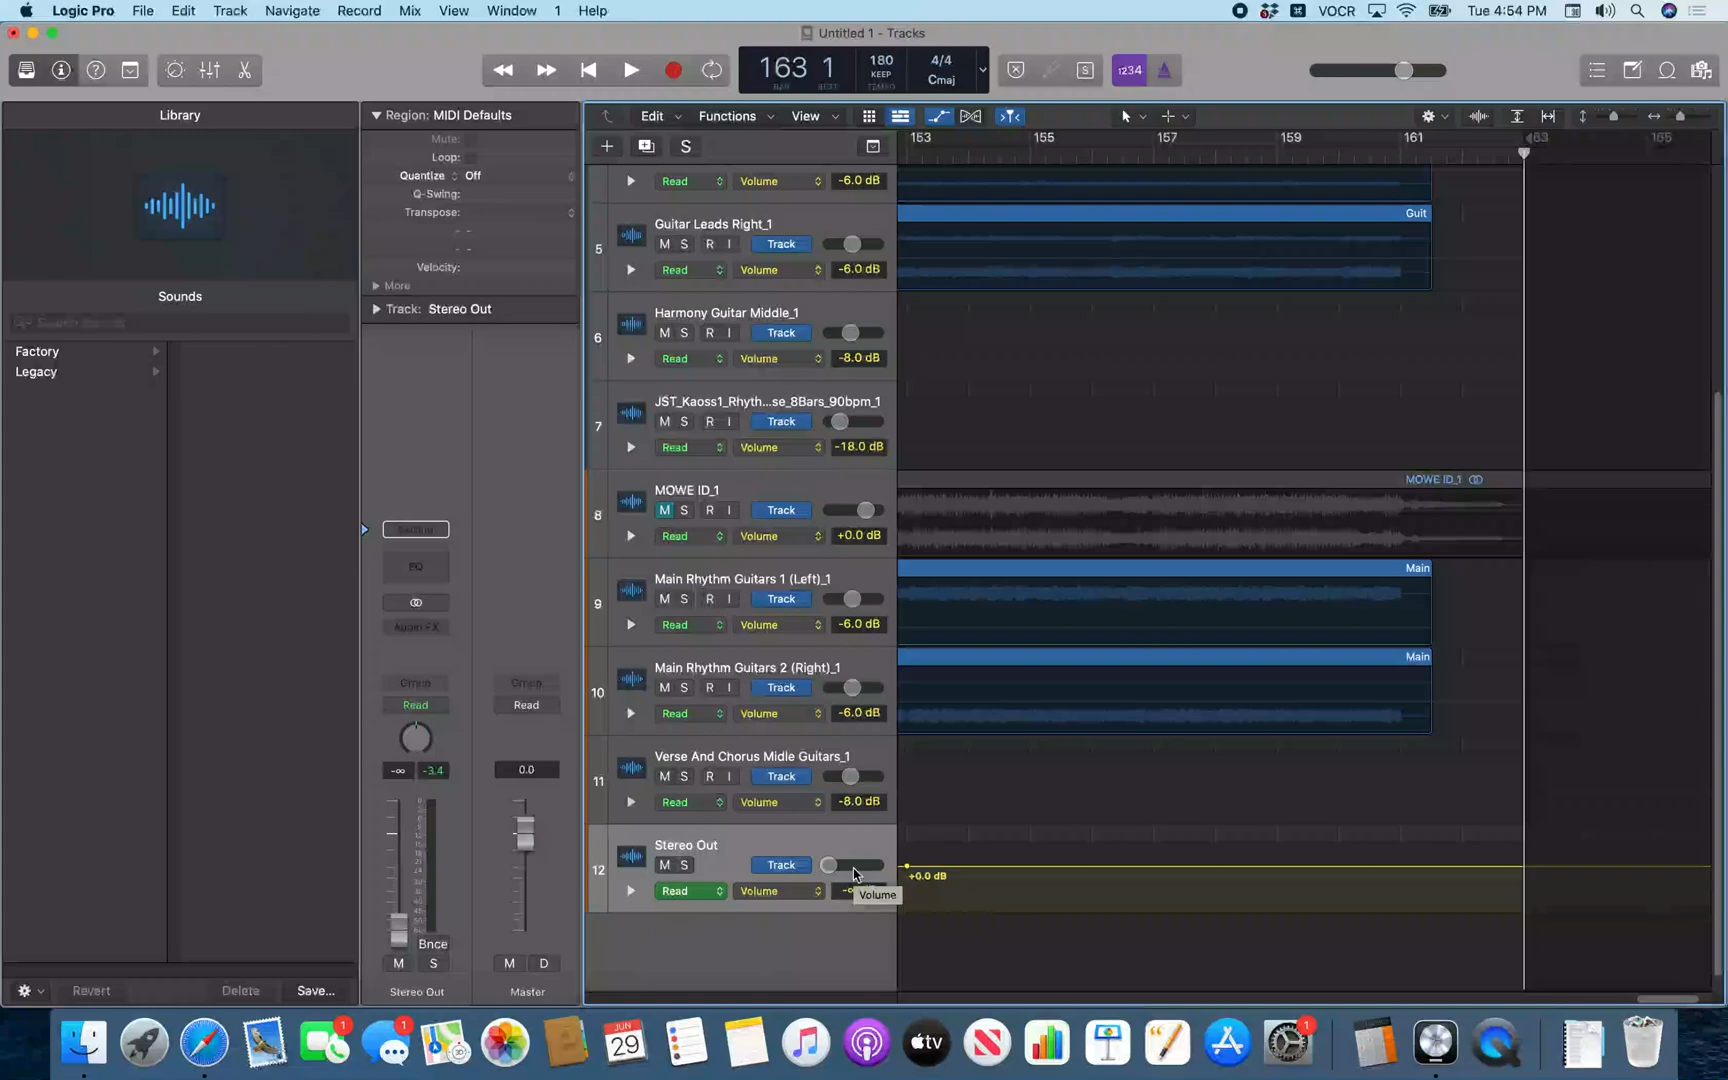 Logic Pro File Edit Track Navigate Record Mix View Window 1 Help
VOCR Tue 4:54 PM
Untitled 1 - Tracks
163 1
BAR BEAT
180
KEEP
TEMPO
4/4
Cmaj
1234
Library
Sounds
Factory
Legacy
Revert Delete Save...
Region: MIDI Defaults
Mute:
Loop:
Quantize Off
Q-Swing:
Transpose:
Velocity:
More
Track: Stereo Out
Setting
EQ
Audio FX
Group Group
Read Read
-∞ -3.4 0.0
Bnce
M S M D
Stereo Out Master
Edit Functions View
S
153 155 157 159 161 163 165
Read Volume -6.0 dB
5
Guitar Leads Right_1
M S R I Track
Read Volume -6.0 dB
Guit
6
Harmony Guitar Middle_1
M S R I Track
Read Volume -8.0 dB
7
JST_Kaoss1_Rhyth...se_8Bars_90bpm_1
M S R I Track
Read Volume -18.0 dB
8
MOWE ID_1
M S R I Track
Read Volume +0.0 dB
MOWE ID_1
9
Main Rhythm Guitars 1 (Left)_1
M S R I Track
Read Volume -6.0 dB
Main
10
Main Rhythm Guitars 2 (Right)_1
M S R I Track
Read Volume -6.0 dB
Main
11
Verse And Chorus Midle Guitars_1
M S R I Track
Read Volume -8.0 dB
12
Stereo Out
M S Track
Read Volume
Volume
+0.0 dB
1 1 JUN 29 tv 1